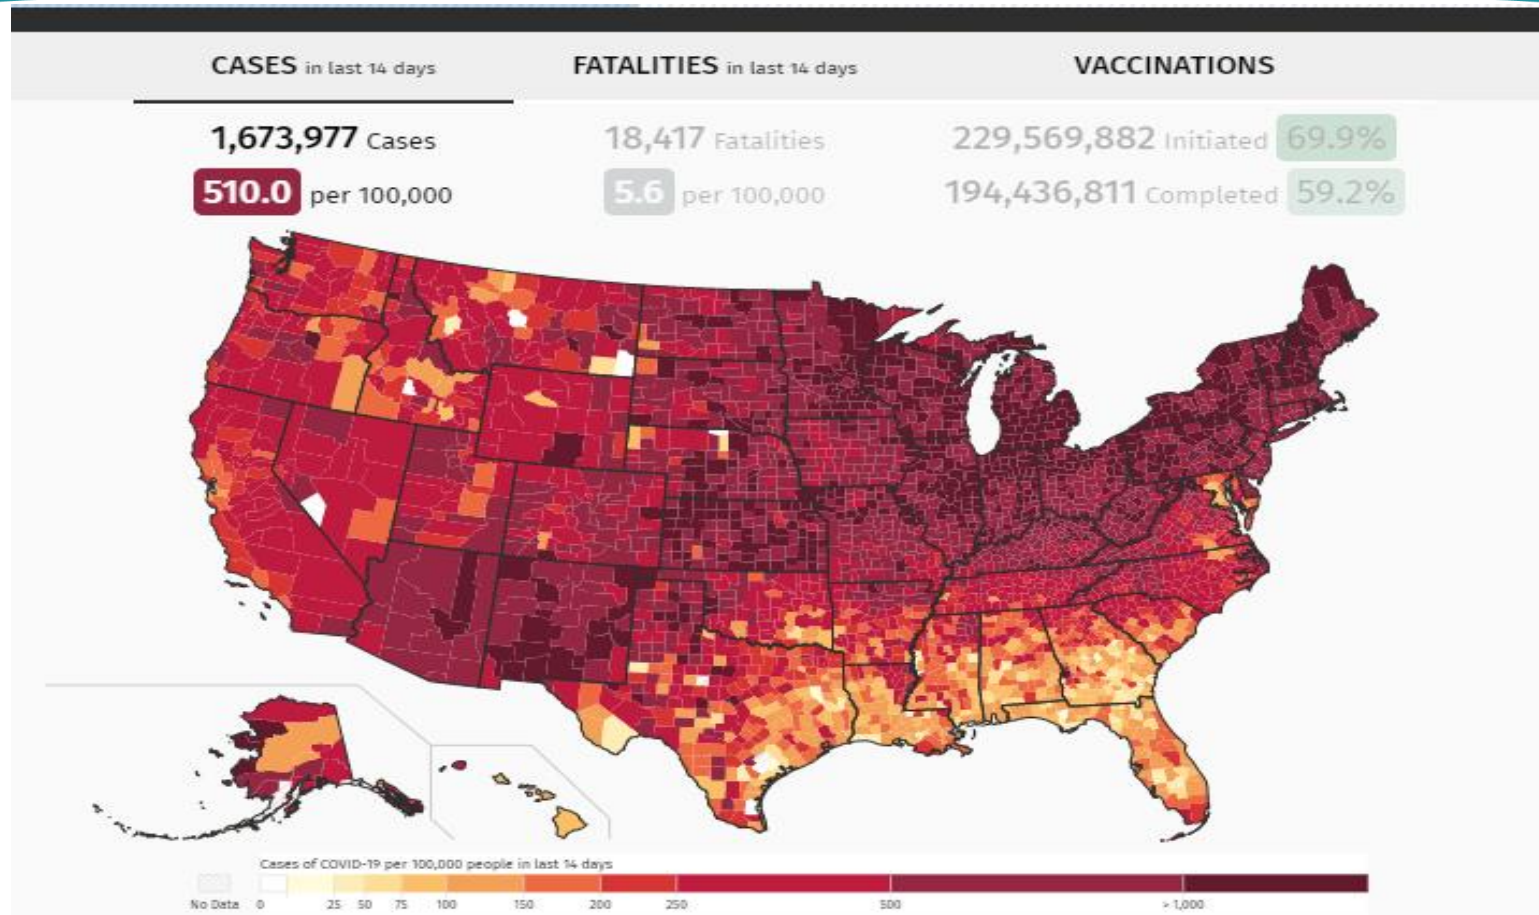 CASES in last 14 days FATALITIES in last 14 days VACCINATIONS
1,673,977 Cases 18,417 Fatalities 229,569,882 Initiated 69.9%
510.0 per 100,000 5.6 per 100,000 194,436,811 Completed 59.2%
Cases of COVID-19 per 100,000 people in last 14 days
No Data 0 25 50 75 100 150 200 250 500 > 1,000